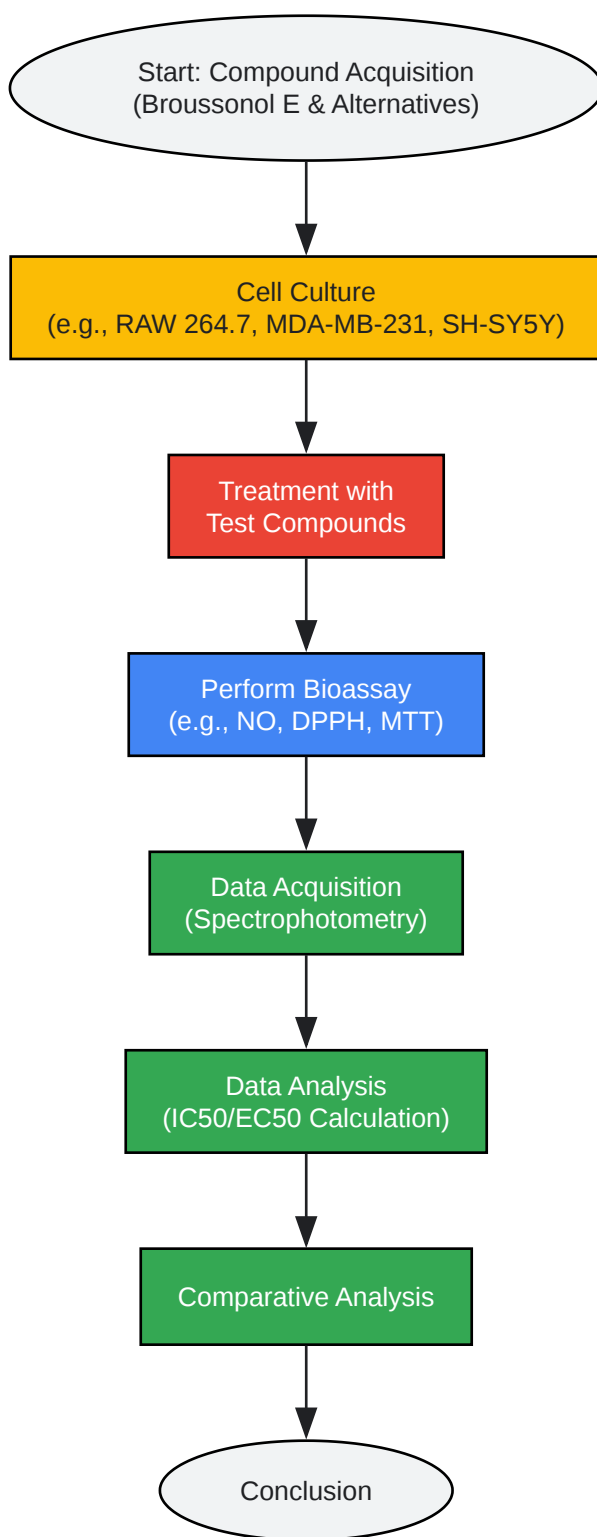 Start: Compound Acquisition
(Broussonol E & Alternatives)
Cell Culture
(e.g., RAW 264.7, MDA-MB-231, SH-SY5Y)
Treatment with
Test Compounds
Perform Bioassay
(e.g., NO, DPPH, MTT)
Data Acquisition
(Spectrophotometry)
Data Analysis
(IC50/EC50 Calculation)
Comparative Analysis
Conclusion